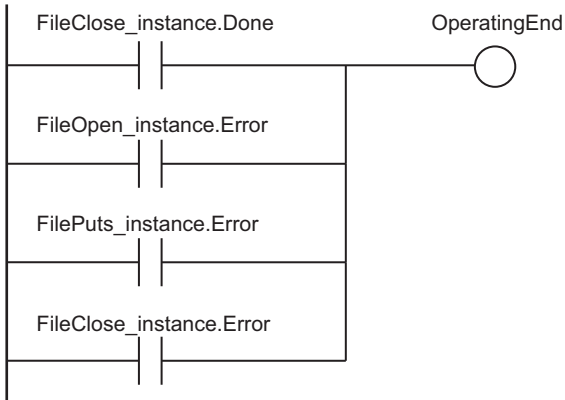 FileClose_instance.Done
OperatingEnd
FileOpen_instance.Error
FilePuts_instance.Error
FileClose_instance.Error